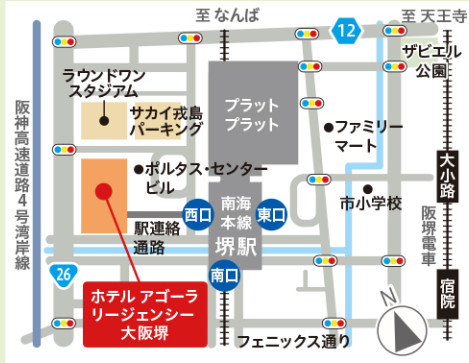 至 なんば
至 天王寺
12
ザビエル
公園
ラウンドワン
スタジアム
プラット
プラット
サカイ戎島
パーキング
ファミリー
マート
阪神高速道路4号湾岸線
大小路
ポルタス・センター
ビル
市小学校
南海
本線
堺駅
西口
東口
阪堺電車
駅連絡
通路
南口
26
宿院
ホテル アゴーラ
リージェンシー
大阪堺
N
フェニックス通り